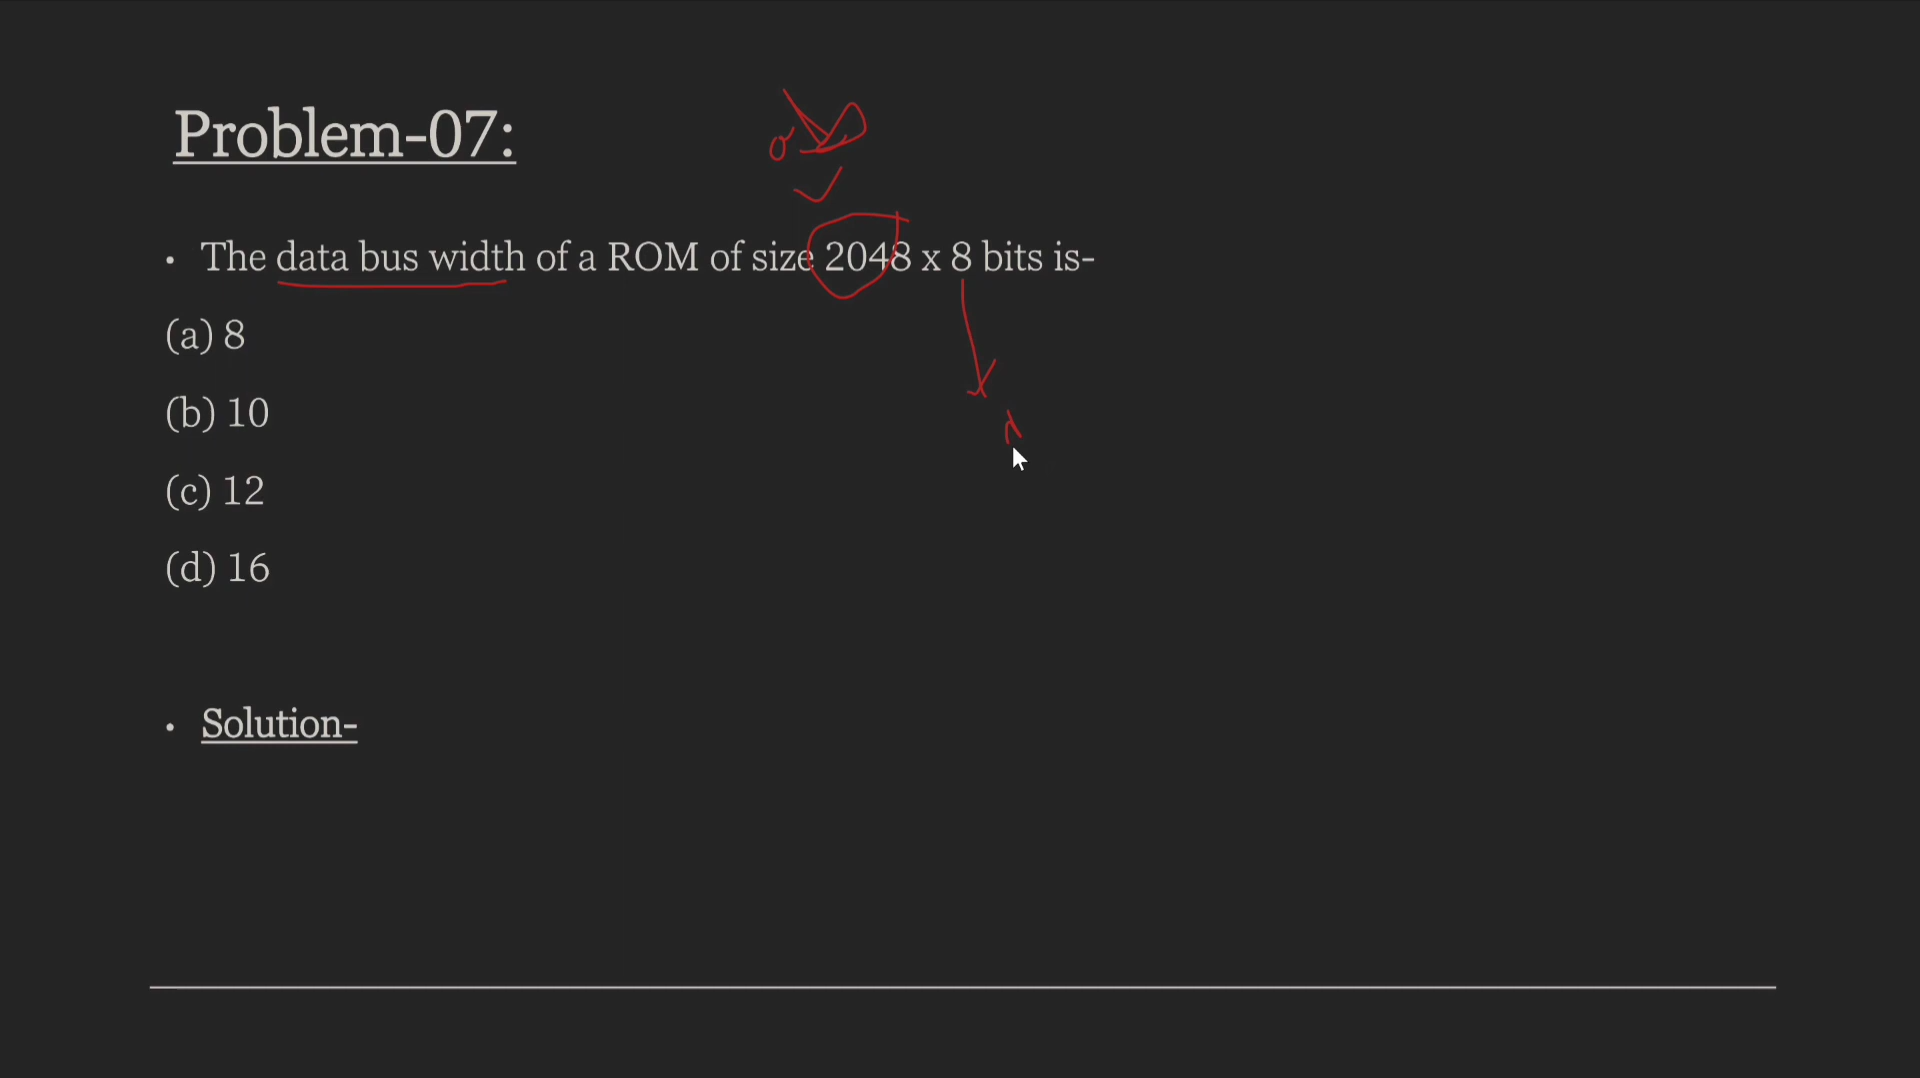 Problem-07:
• The data bus width of a ROM of size 2048 x 8 bits is-
(a) 8
(b) 10
(c) 12
(d) 16
• Solution-